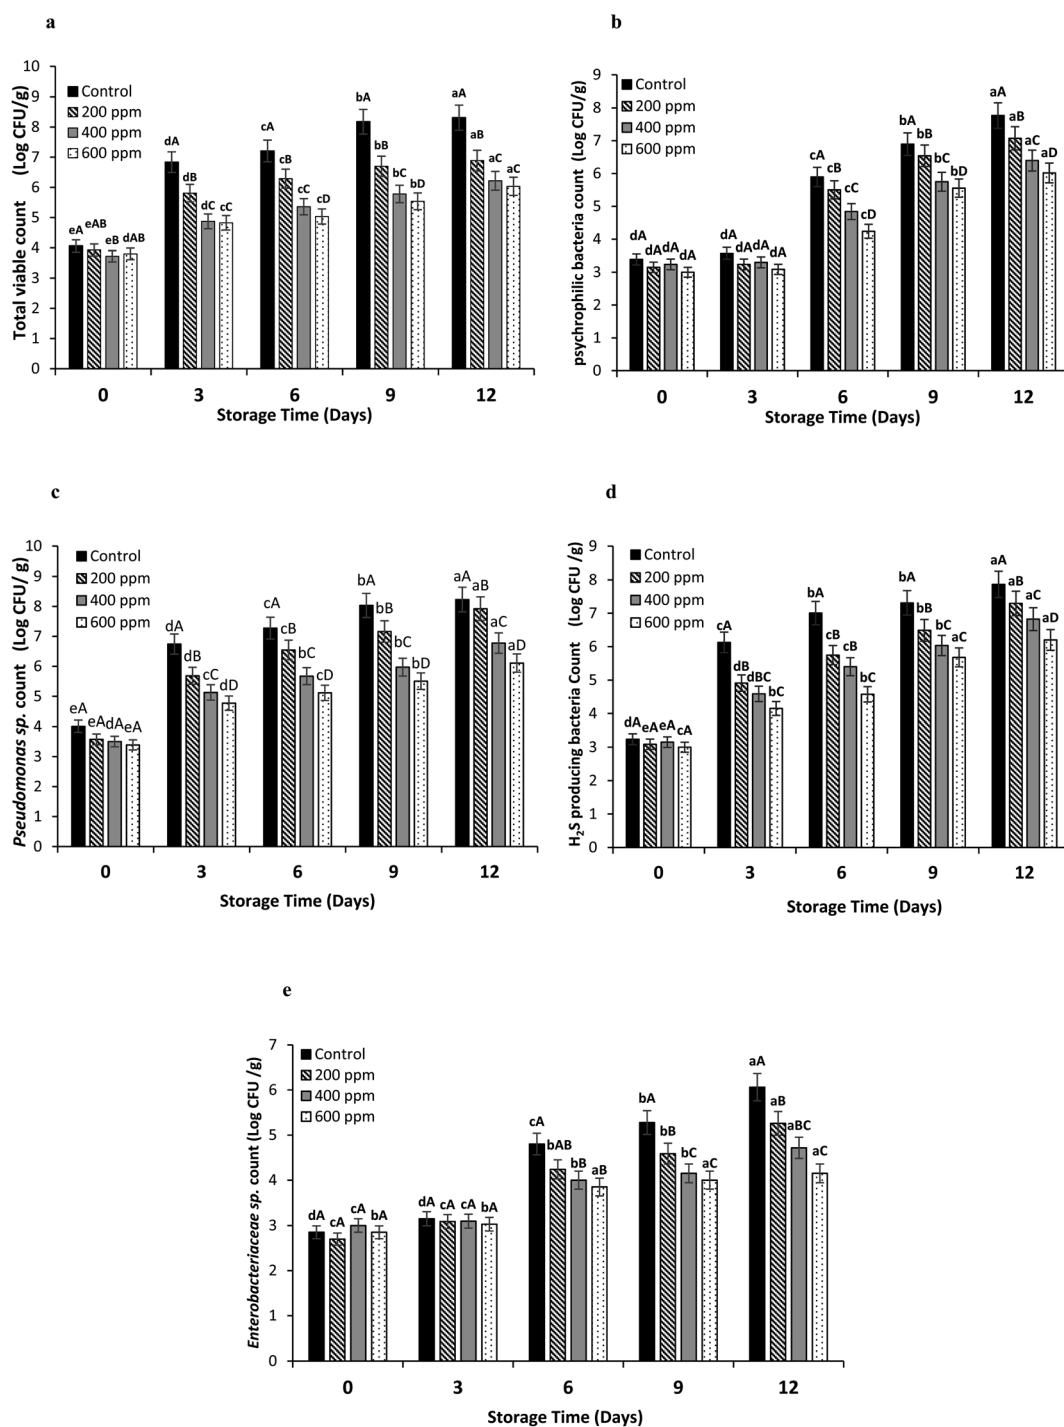 a
Total viable count (Log CFU/g)
10
9
8
7
6
5
4
3
2
1
0
Control
200 ppm
400 ppm
600 ppm
eA eAB eB dAB
dA dB dC cC
cA cB cC cD
bA bB bC bD
aA aB aC aC
0 3 6 9 12
Storage Time (Days)
b
psychrophilic bacteria count (Log CFU/g)
9
8
7
6
5
4
3
2
1
0
Control
200 ppm
400 ppm
600 ppm
dA dA dA dA
dA dA dA dA
cA cB cC cD
bA bB bC bD
aA aB aC aD
0 3 6 9 12
Storage Time (Days)
c
Pseudomonas sp. count (Log CFU/ g)
10
9
8
7
6
5
4
3
2
1
0
Control
200 ppm
400 ppm
600 ppm
eA eA dA eA
dA dB cC dD
cA cB bC cD
bA bB bC bD
aA aB aC aD
0 3 6 9 12
Storage Time (Days)
d
H₂S producing bacteria Count (Log CFU /g)
9
8
7
6
5
4
3
2
1
0
Control
200 ppm
400 ppm
600 ppm
dA eA eA cA
cA dB dBC bC
bA cB cB bC
bA bB bC aC
aA aB aC aD
0 3 6 9 12
Storage Time (Days)
e
Enterobacteriaceae sp. count (Log CFU /g)
7
6
5
4
3
2
1
0
Control
200 ppm
400 ppm
600 ppm
dA cA cA bA
dA cA cA bA
cA bAB bB aB
bA bB bC aC
aA aB aBC aC
0 3 6 9 12
Storage Time (Days)